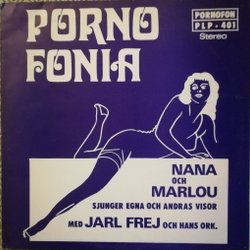 PORNO
FONIA
PORNOFON
PLP - 401
Stereo
NANA
OCH
MARLOU
SJUNGER EGNA OCH ANDRAS VISOR
MED JARL FREJ OCH HANS ORK.